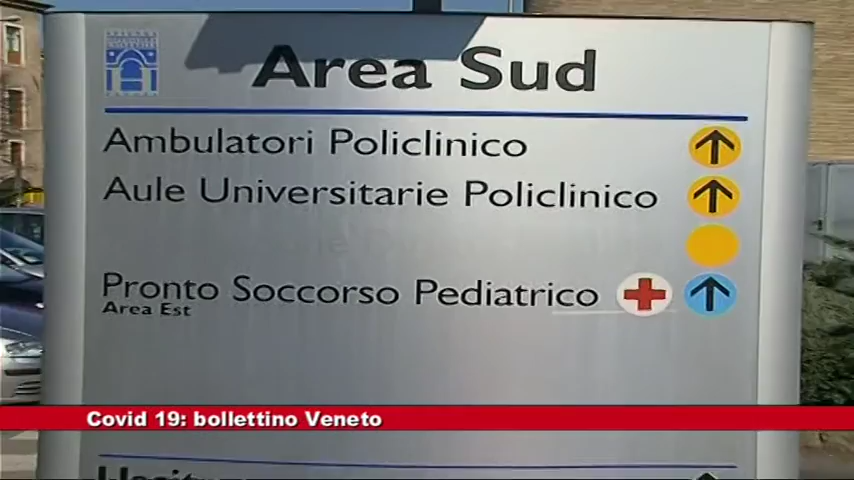 Area Sud
Ambulatori Policlinico
Aule Universitarie Policlinico
Pronto Soccorso Pediatrico
Area Est
Covid 19: bollettino Veneto